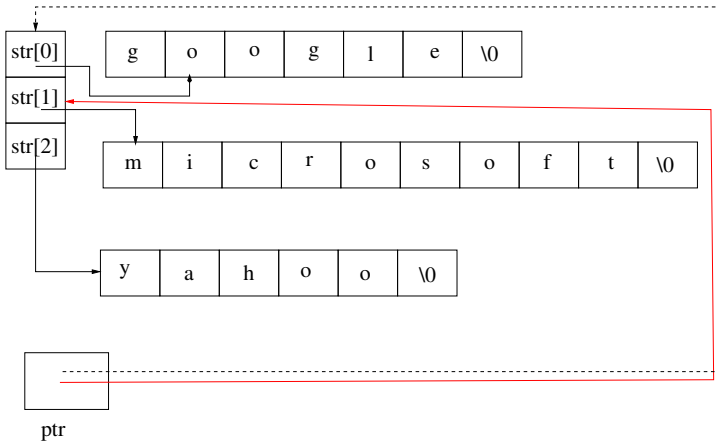 str[0] g o o g l e \0
str[1]
str[2] m i c r o s o f t \0
y a h o o \0
ptr